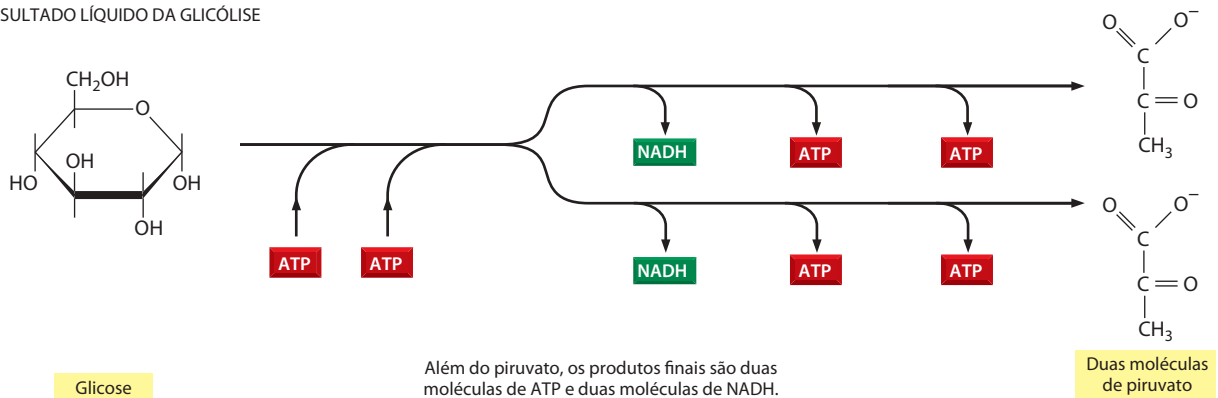 SULTADO LÍQUIDO DA GLICÓLISE
CH2OH
O
OH
HO
OH
OH
ATP
ATP
NADH
ATP
ATP
NADH
ATP
ATP
O
O−
C
C=O
CH3
O
O−
C
C=O
CH3
Glicose
Além do piruvato, os produtos finais são duas
moléculas de ATP e duas moléculas de NADH.
Duas moléculas
de piruvato